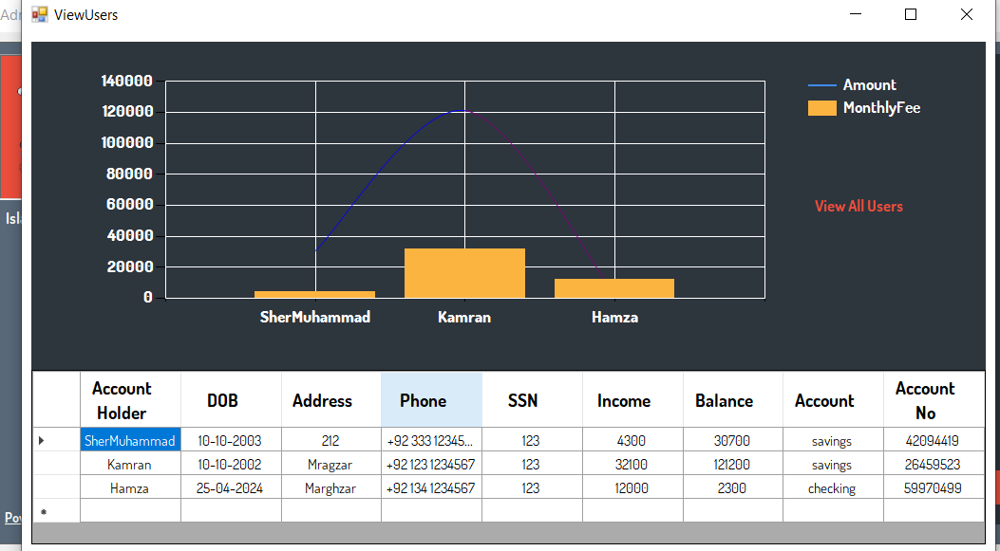 Adr
ViewUsers
140000
120000
100000
80000
60000
40000
20000
0
SherMuhammad Kamran Hamza
Amount
MonthlyFee
View All Users
Isl
Account Holder DOB Address Phone SSN Income Balance Account Account No
SherMuhammad 10-10-2003 212 +92 333 12345... 123 4300 30700 savings 42094419
Kamran 10-10-2002 Mragzar +92 123 1234567 123 32100 121200 savings 26459523
Hamza 25-04-2024 Marghzar +92 134 1234567 123 12000 2300 checking 59970499
Pov